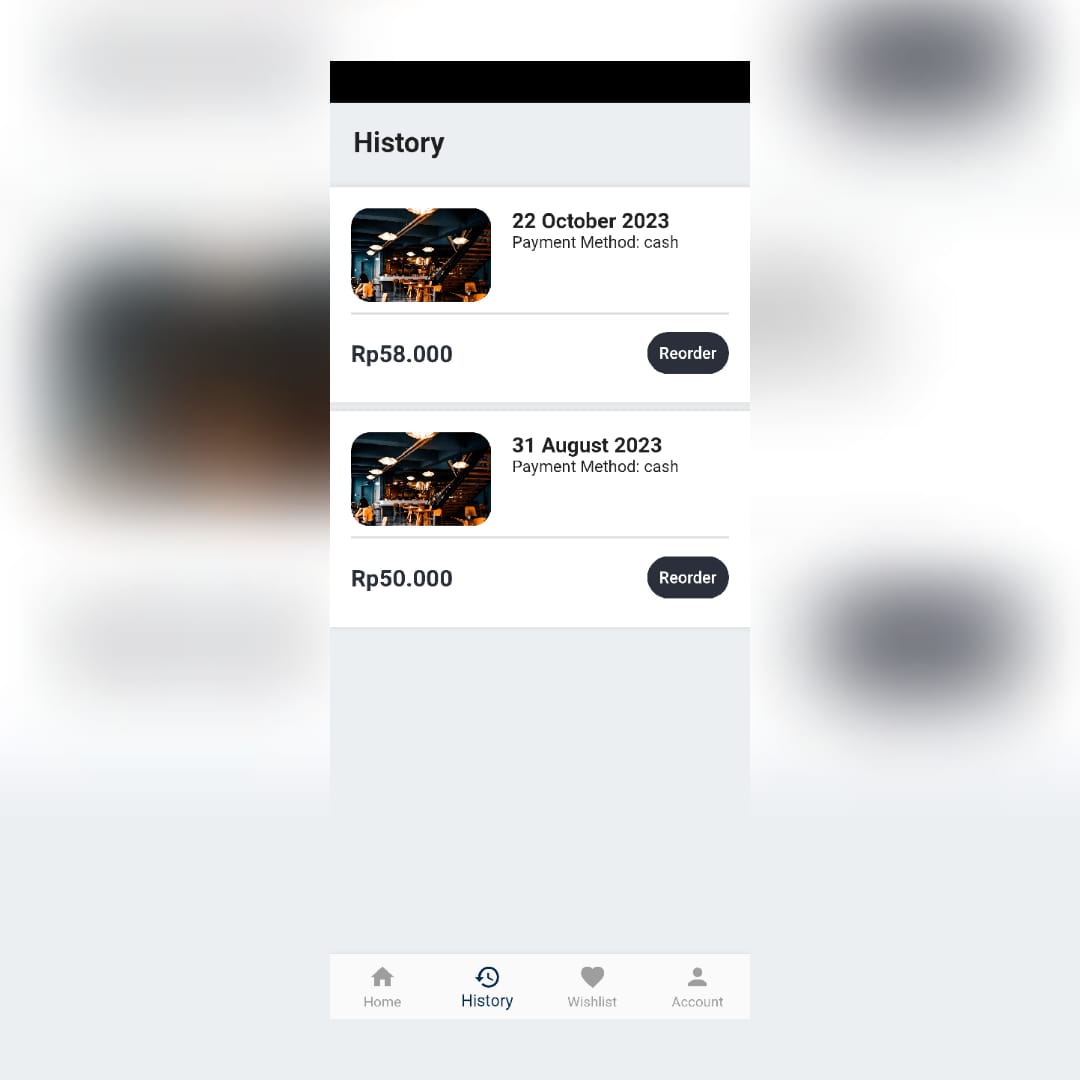 History
22 October 2023
Payment Method: cash
Rp58.000
Reorder
31 August 2023
Payment Method: cash
Rp50.000
Reorder
Home
History
Wishlist
Account